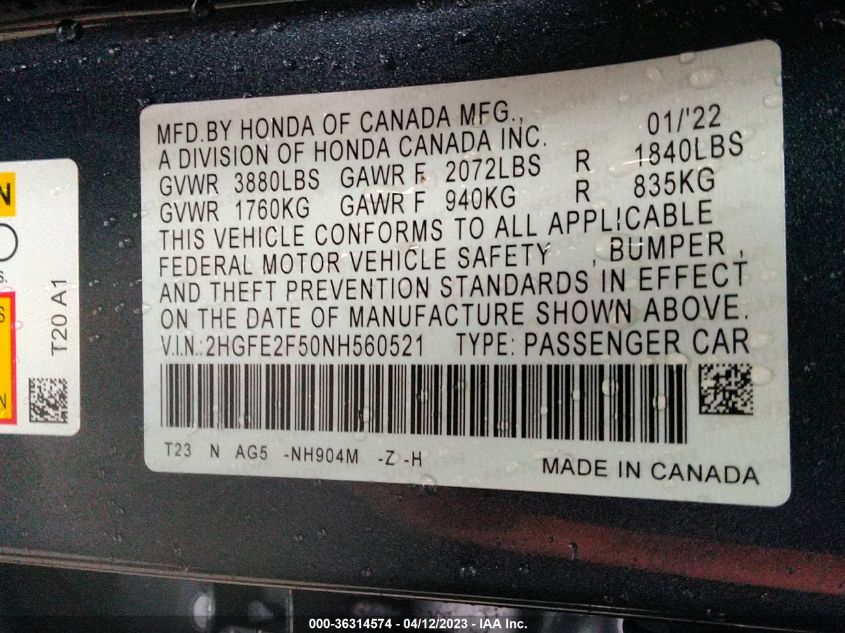 MFD.BY HONDA OF CANADA MFG., 01/'22
A DIVISION OF HONDA CANADA INC.
GVWR 3880LBS GAWR F 2072LBS R 1840LBS
GVWR 1760KG GAWR F 940KG R 835KG
THIS VEHICLE CONFORMS TO ALL APPLICABLE
FEDERAL MOTOR VEHICLE SAFETY , BUMPER ,
AND THEFT PREVENTION STANDARDS IN EFFECT
ON THE DATE OF MANUFACTURE SHOWN ABOVE.
V.I.N.:2HGFE2F50NH560521 TYPE: PASSENGER CAR
T23 N AG5 -NH904M -Z -H
MADE IN CANADA
N
S.
S
N
T20 A1
000-36314574 - 04/12/2023 - IAA Inc.